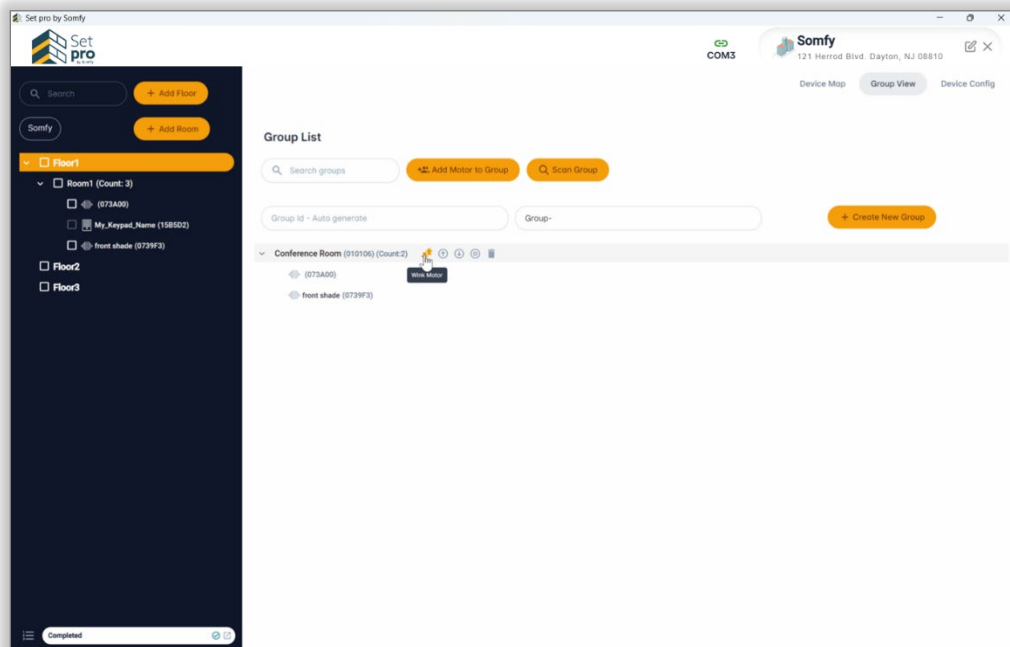 Set pro by Somfy
Set
pro
by Somfy
COM3
Somfy
121 Herrod Blvd. Dayton, NJ 08810
Device Map
Group View
Device Config
Search
+ Add Floor
Somfy
+ Add Room
Floor1
Room1 (Count: 3)
(073A00)
My_Keypad_Name (15B5D2)
front shade (0739F3)
Floor2
Floor3
Completed
Group List
Search groups
Add Motor to Group
Scan Group
Group Id - Auto generate
Group-
+ Create New Group
Conference Room (010106) (Count:2)
Wink Motor
(073A00)
front shade (0739F3)